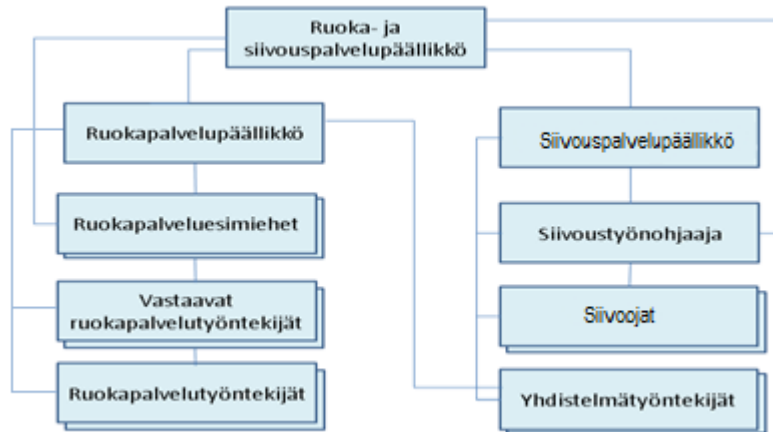 Ruoka- ja
siivouspalvelupäällikkö
Ruokapalvelupäällikkö
Siivouspalvelupäällikkö
Ruokapalveluesimiehet
Siivoustyönohjaaja
Vastaavat
ruokapalvelutyöntekijät
Siivoojat
Ruokapalvelutyöntekijät
Yhdistelmätyöntekijät